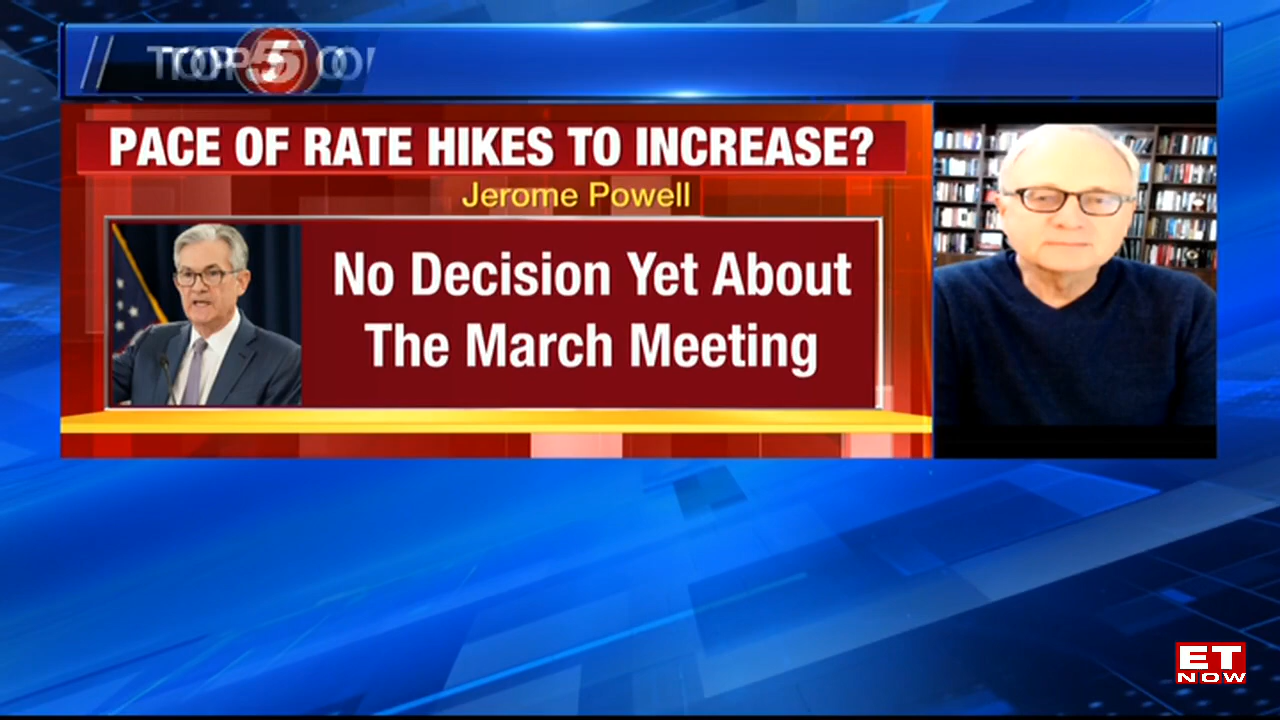 PACE OF RATE HIKES TO INCREASE?
Jerome Powell
No Decision Yet About
The March Meeting
ET
NOW